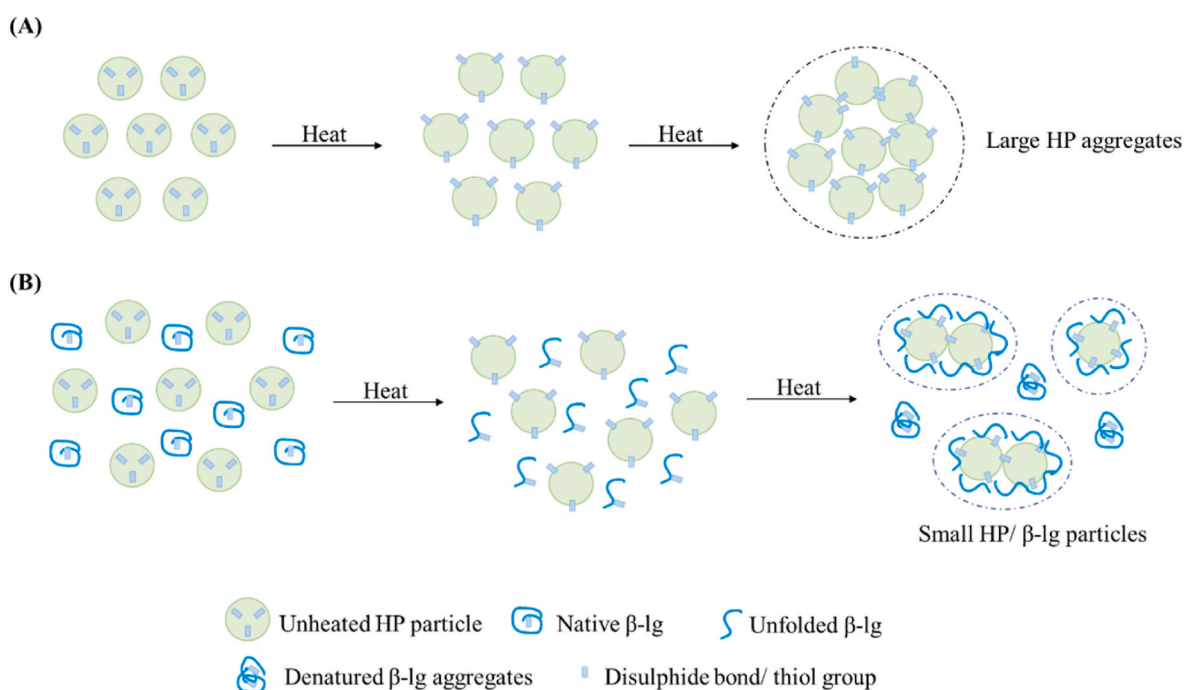 (A)
Heat
Heat
Large HP aggregates
(B)
Heat
Heat
Small HP/ β-lg particles
Unheated HP particle
Native β-lg
Unfolded β-lg
Denatured β-lg aggregates
Disulphide bond/ thiol group